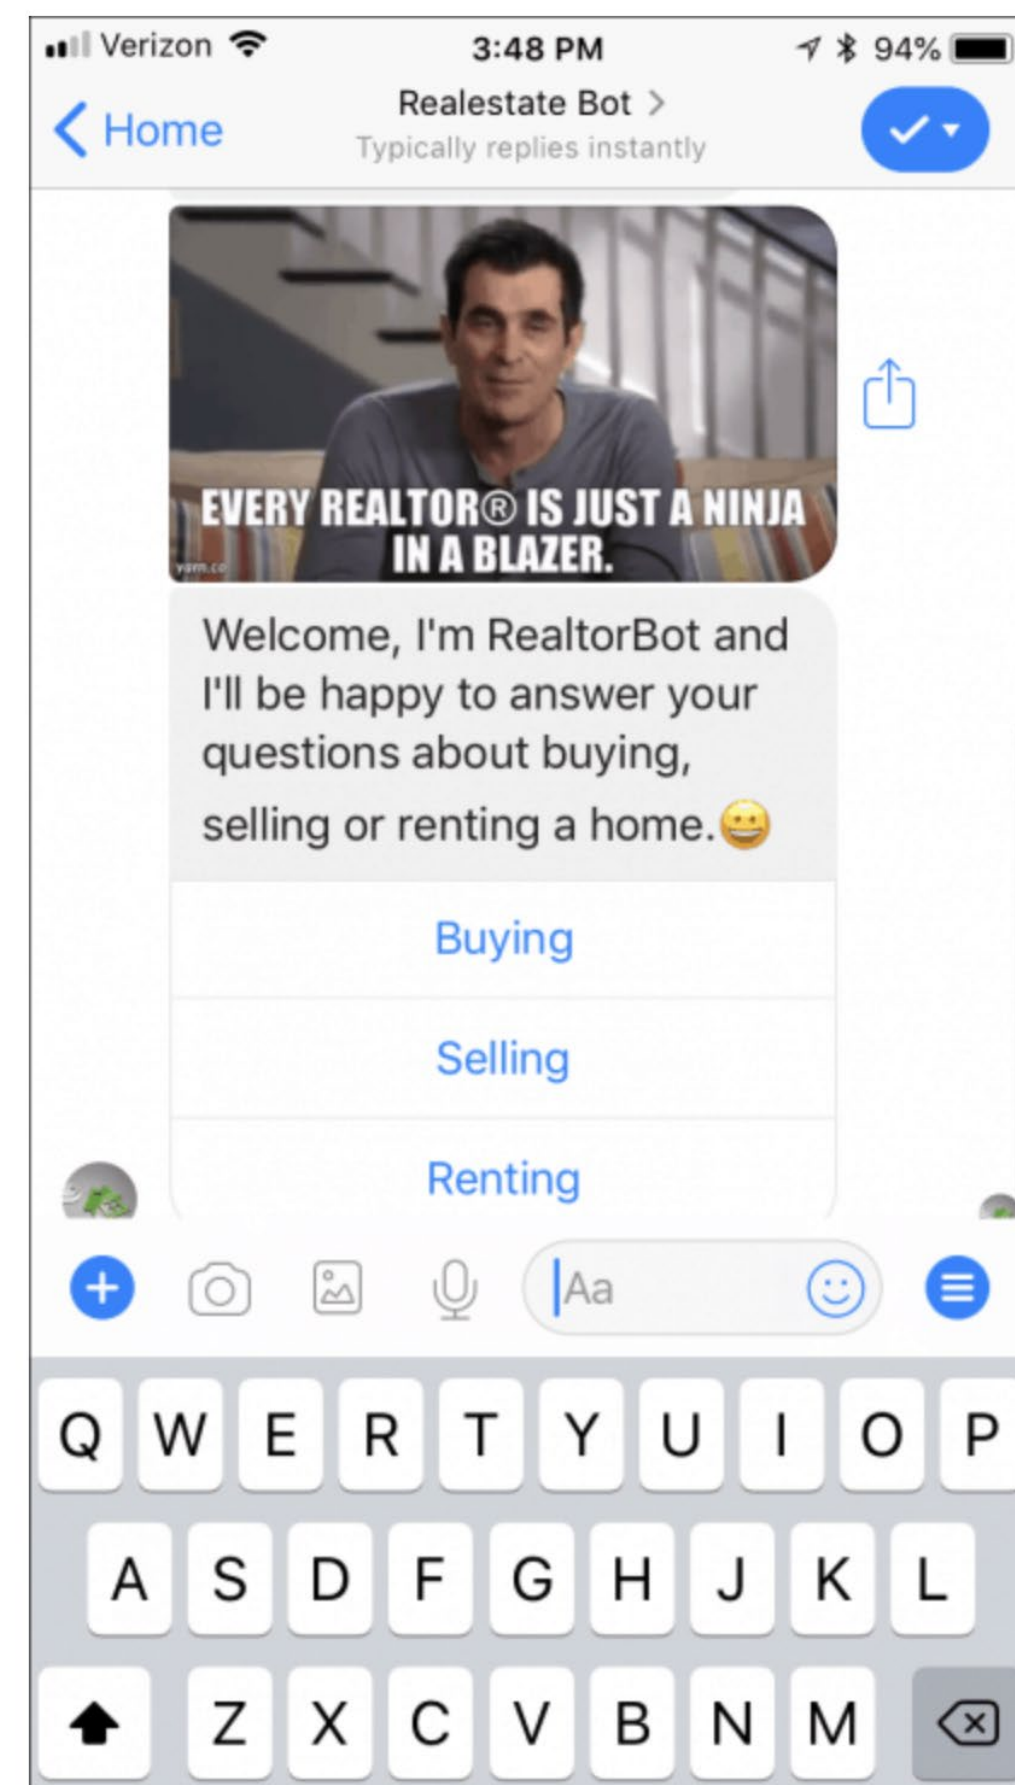 Verizon 3:48 PM 94%
Home Realestate Bot
Typically replies instantly
EVERY REALTOR® IS JUST A NINJA
IN A BLAZER.
yarn.co
Welcome, I'm RealtorBot and
I'll be happy to answer your
questions about buying,
selling or renting a home.😀
Buying
Selling
Renting
Aa
Q W E R T Y U I O P
A S D F G H J K L
Z X C V B N M